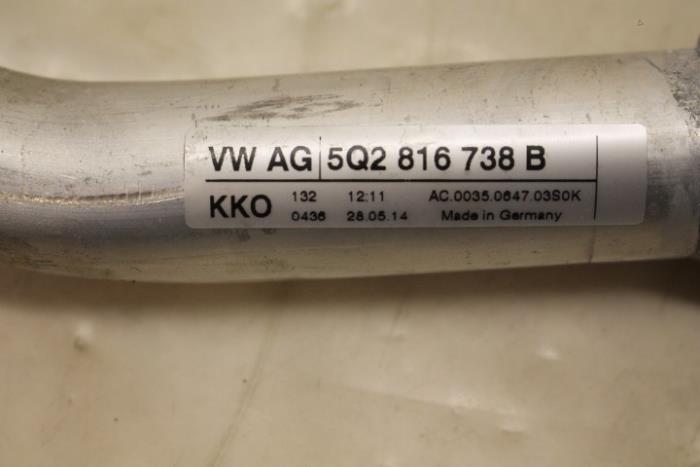 VW AG 5Q2 816 738 B
KKO 132 12:11 AC.0035.0647.03S0K
0436 28.05.14 Made in Germany